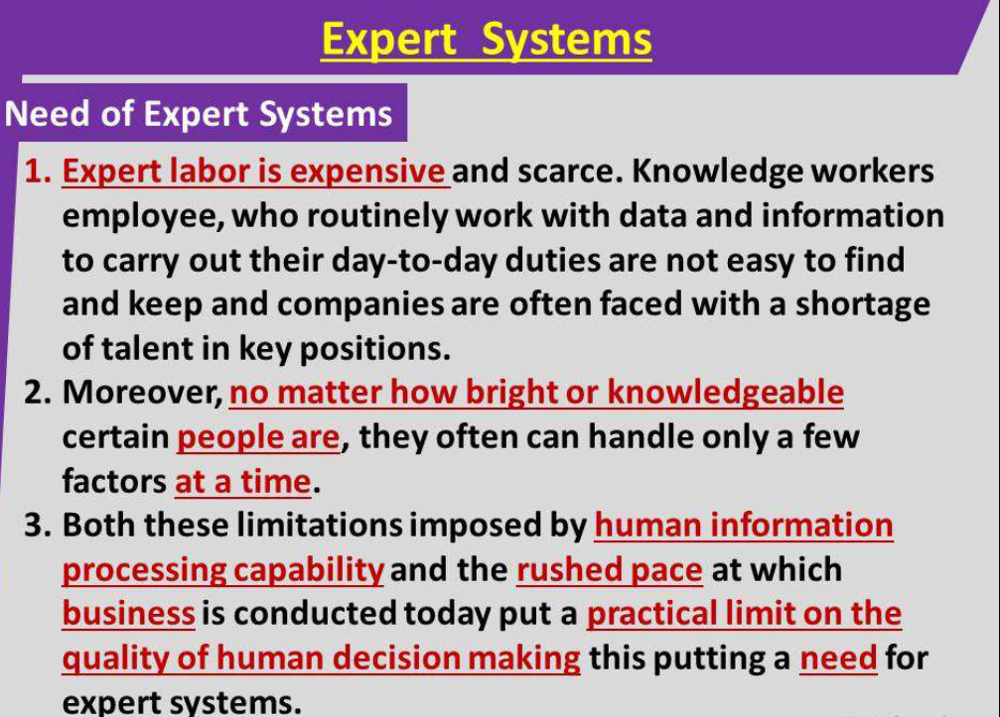 Expert Systems
Need of Expert Systems
1. Expert labor is expensive and scarce. Knowledge workers
employee, who routinely work with data and information
to carry out their day-to-day duties are not easy to find
and keep and companies are often faced with a shortage
of talent in key positions.
2. Moreover, no matter how bright or knowledgeable
certain people are, they often can handle only a few
factors at a time.
3. Both these limitations imposed by human information
processing capability and the rushed pace at which
business is conducted today put a practical limit on the
quality of human decision making this putting a need for
expert systems.